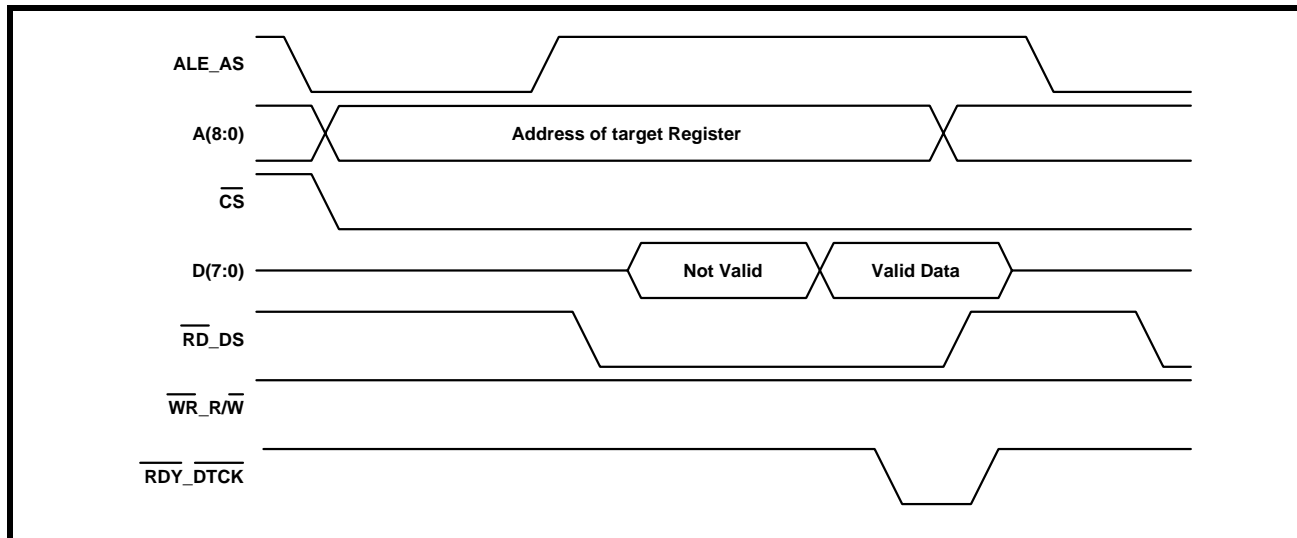 ALE_AS
A(8:0)
Address of target Register
CS
D(7:0)
Not Valid
Valid Data
RD_DS
WR_R/W
RDY_DTCK